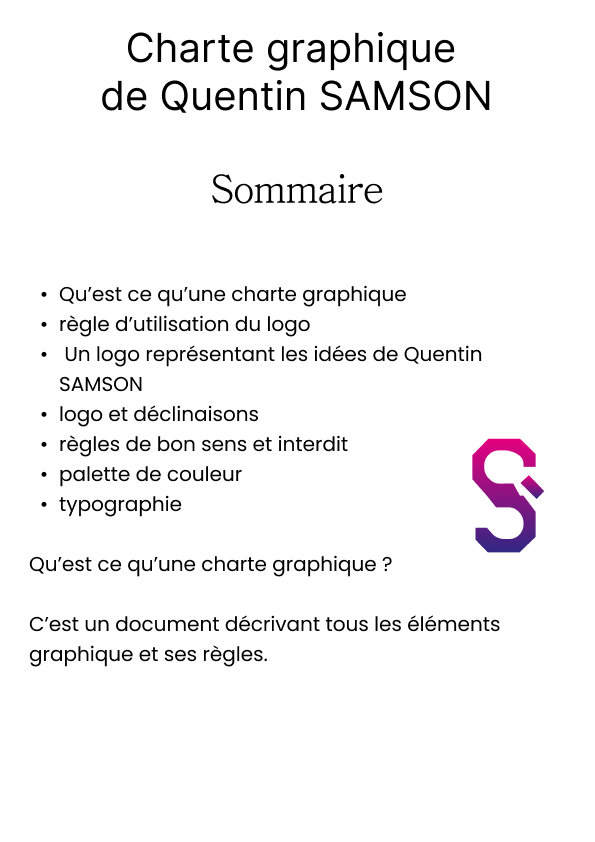 Charte graphique
de Quentin SAMSON
Sommaire
• Qu’est ce qu’une charte graphique
• règle d’utilisation du logo
• Un logo représentant les idées de Quentin
SAMSON
• logo et déclinaisons
• règles de bon sens et interdit
• palette de couleur
• typographie
Qu’est ce qu’une charte graphique ?
C’est un document décrivant tous les éléments
graphique et ses règles.